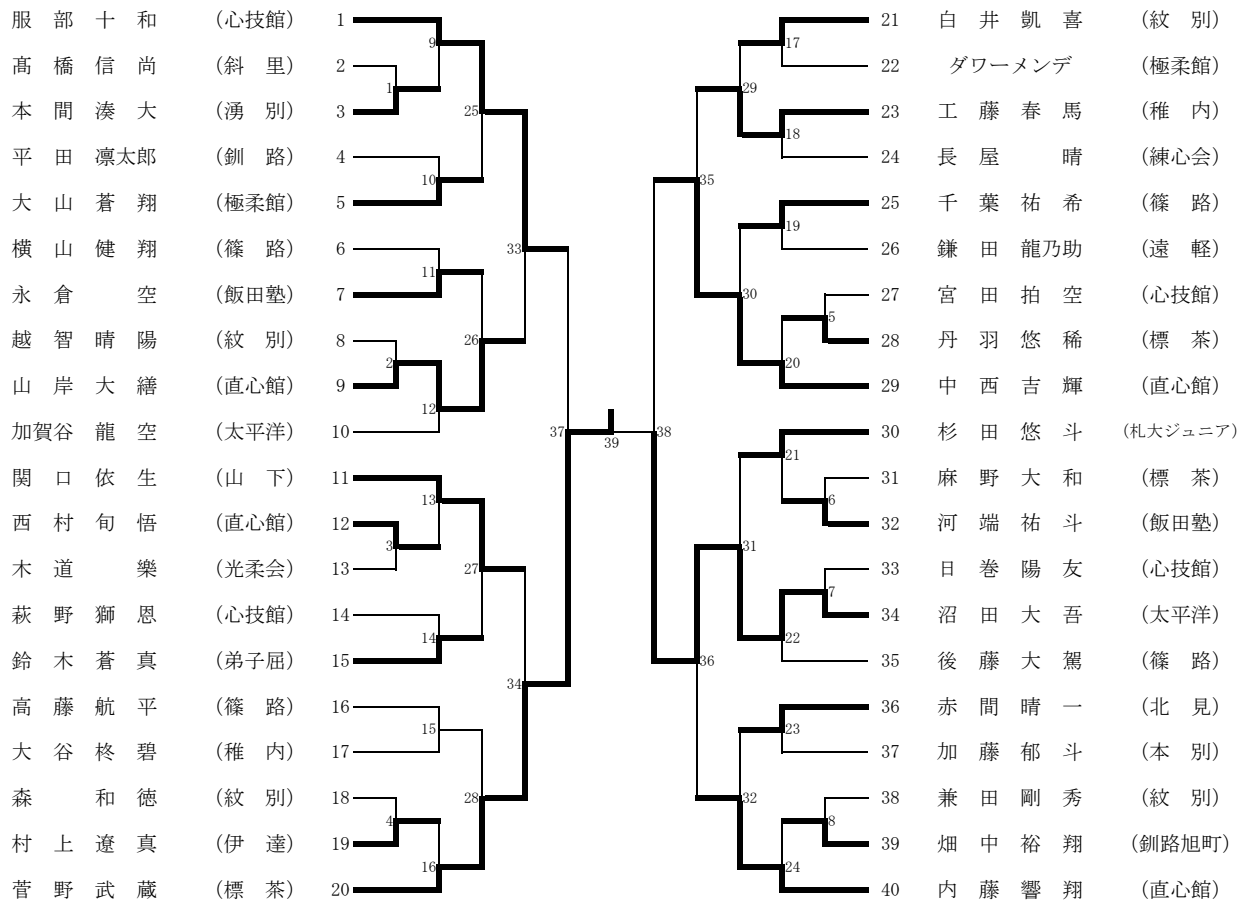 服部十和 （心技館） 1
髙橋信尚 （斜里） 2
本間湊大 （湧別） 3
平田凛太郎 （釧路） 4
大山蒼翔 （極柔館） 5
横山健翔 （篠路） 6
永倉空 （飯田塾） 7
越智晴陽 （紋別） 8
山岸大繕 （直心館） 9
加賀谷龍空 （太平洋） 10
関口依生 （山下） 11
西村旬悟 （直心館） 12
木道樂 （光柔会） 13
萩野獅恩 （心技館） 14
鈴木蒼真 （弟子屈） 15
高藤航平 （篠路） 16
大谷柊碧 （稚内） 17
森和徳 （紋別） 18
村上遼真 （伊達） 19
菅野武蔵 （標茶） 20
1
2
3
4
9
10
11
12
13
14
15
16
25
26
27
28
33
34
37
39
38
35
36
29
30
31
32
17
18
19
20
21
22
23
24
5
6
7
8
21 白井凱喜 （紋別）
22 ダワーメンデ （極柔館）
23 工藤春馬 （稚内）
24 長屋晴 （練心会）
25 千葉祐希 （篠路）
26 鎌田龍乃助 （遠軽）
27 宮田拍空 （心技館）
28 丹羽悠稀 （標茶）
29 中西吉輝 （直心館）
30 杉田悠斗 （札大ジュニア）
31 麻野大和 （標茶）
32 河端祐斗 （飯田塾）
33 日巻陽友 （心技館）
34 沼田大吾 （太平洋）
35 後藤大駕 （篠路）
36 赤間晴一 （北見）
37 加藤郁斗 （本別）
38 兼田剛秀 （紋別）
39 畑中裕翔 （釧路旭町）
40 内藤響翔 （直心館）